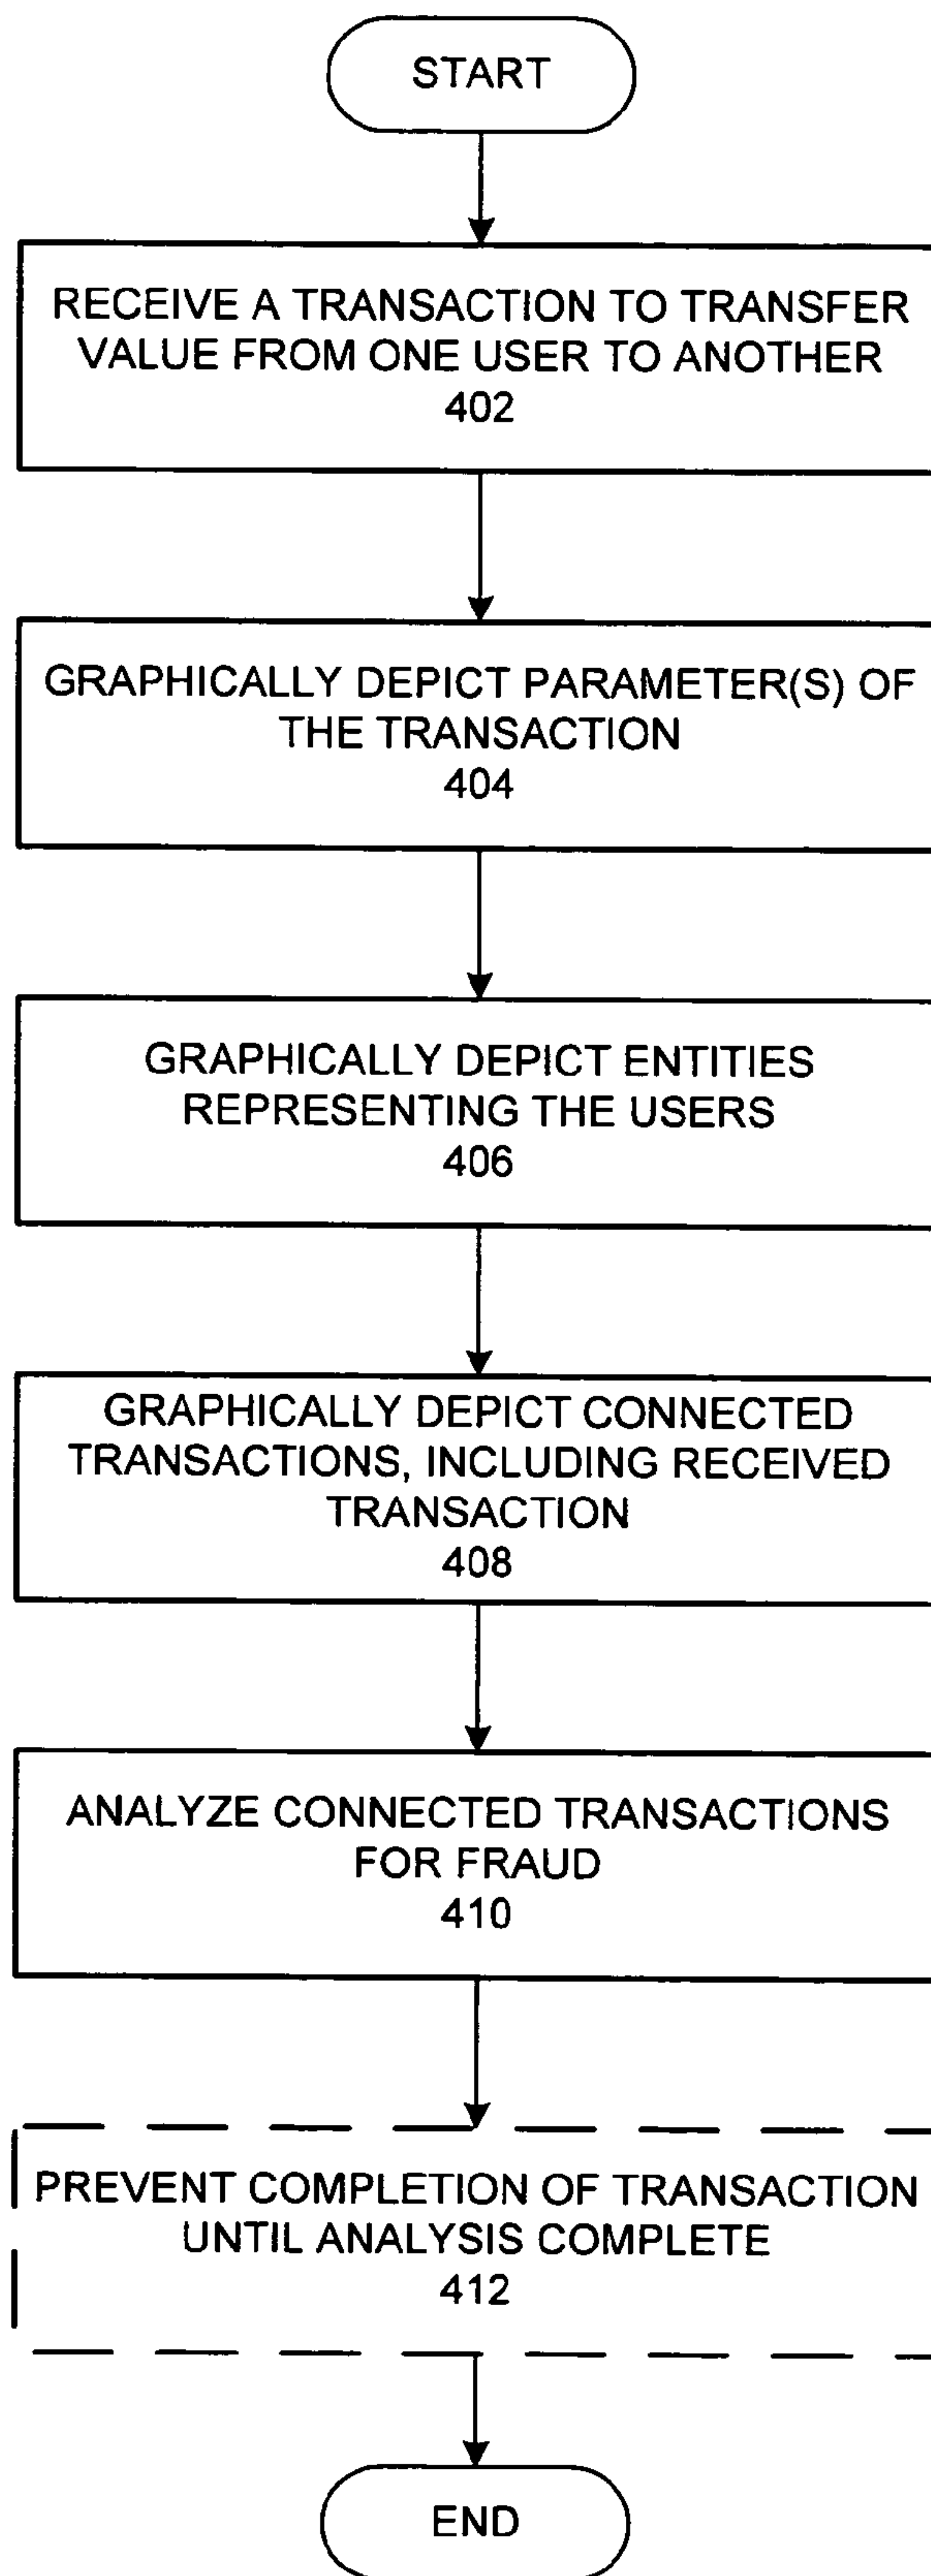 START
RECEIVE A TRANSACTION TO TRANSFER
VALUE FROM ONE USER TO ANOTHER
402
GRAPHICALLY DEPICT PARAMETER(S) OF
THE TRANSACTION
404
GRAPHICALLY DEPICT ENTITIES
REPRESENTING THE USERS
406
GRAPHICALLY DEPICT CONNECTED
TRANSACTIONS, INCLUDING RECEIVED
TRANSACTION
408
ANALYZE CONNECTED TRANSACTIONS
FOR FRAUD
410
PREVENT COMPLETION OF TRANSACTION
UNTIL ANALYSIS COMPLETE
412
END